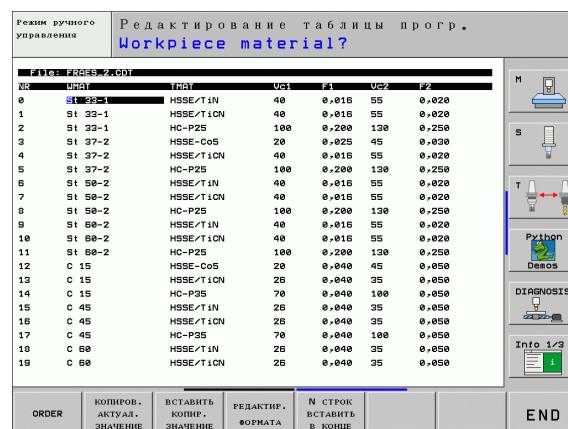 Режим ручного
управления
Редактирование таблицы прогр.
Workpiece material?
File: FRAES_2.CDT
NR WMAT TMAT Vc1 F1 Vc2 F2
0 St 33-1 HSSE/TiN 40 0,016 55 0,020
1 St 33-1 HSSE/TiCN 40 0,016 55 0,020
2 St 33-1 HC-P25 100 0,200 130 0,250
3 St 37-2 HSSE-Co5 20 0,025 45 0,030
4 St 37-2 HSSE/TiCN 40 0,016 55 0,020
5 St 37-2 HC-P25 100 0,200 130 0,250
6 St 50-2 HSSE/TiN 40 0,016 55 0,020
7 St 50-2 HSSE/TiCN 40 0,016 55 0,020
8 St 50-2 HC-P25 100 0,200 130 0,250
9 St 60-2 HSSE/TiN 40 0,016 55 0,020
10 St 60-2 HSSE/TiCN 40 0,016 55 0,020
11 St 60-2 HC-P25 100 0,200 130 0,250
12 C 15 HSSE-Co5 20 0,040 45 0,050
13 C 15 HSSE/TiCN 26 0,040 35 0,050
14 C 15 HC-P35 70 0,040 100 0,050
15 C 45 HSSE/TiN 26 0,040 35 0,050
16 C 45 HSSE/TiCN 26 0,040 35 0,050
17 C 45 HC-P35 70 0,040 100 0,050
18 C 60 HSSE/TiN 26 0,040 35 0,050
19 C 60 HSSE/TiCN 26 0,040 35 0,050
M
S
T
Python
Demos
DIAGNOSIS
Info 1/3
ORDER
КОПИРОВ.
АКТУАЛ.
ЗНАЧЕНИЕ
ВСТАВИТЬ
КОПИР.
ЗНАЧЕНИЕ
РЕДАКТИР.
ФОРМАТА
N СТРОК
ВСТАВИТЬ
В КОНЦЕ
END